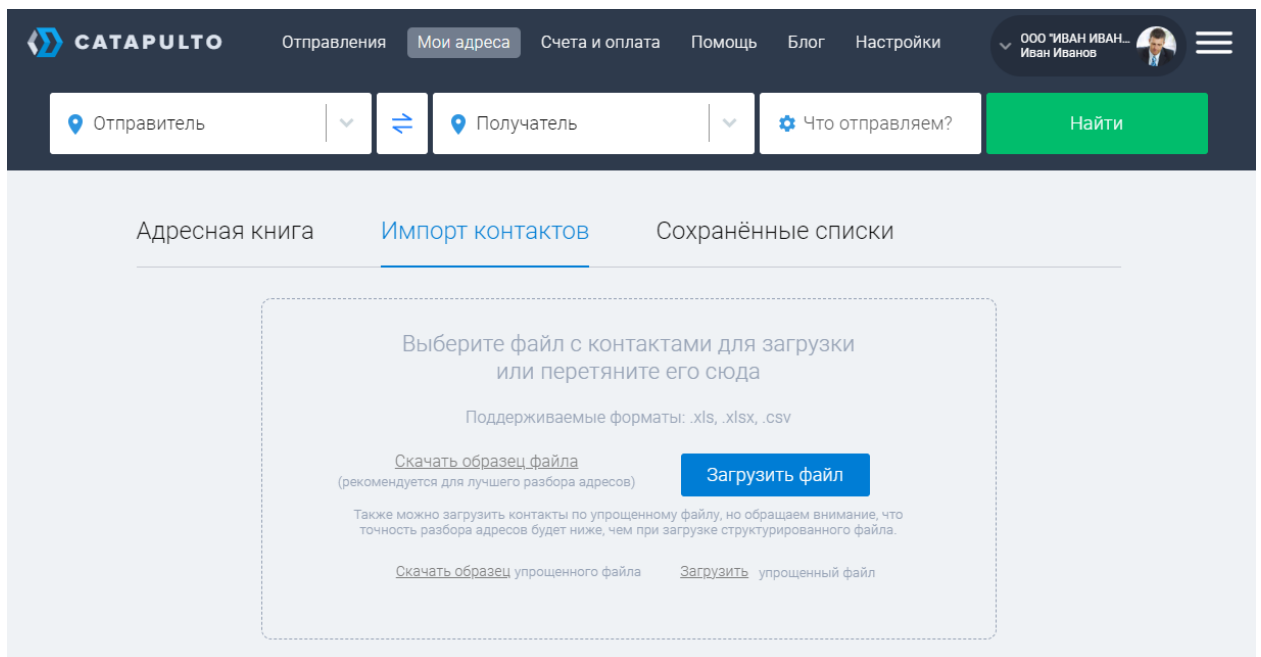 CATAPULTO
Отправления Мои адреса Счета и оплата Помощь Блог Настройки
ООО "ИВАН ИВАН...
Иван Иванов
Отправитель Получатель Что отправляем? Найти
Адресная книга Импорт контактов Сохранённые списки
Выберите файл с контактами для загрузки
или перетяните его сюда
Поддерживаемые форматы: .xls, .xlsx, .csv
Скачать образец файла
(рекомендуется для лучшего разбора адресов)
Загрузить файл
Также можно загрузить контакты по упрощенному файлу, но обращаем внимание, что
точность разбора адресов будет ниже, чем при загрузке структурированного файла.
Скачать образец упрощенного файла Загрузить упрощенный файл